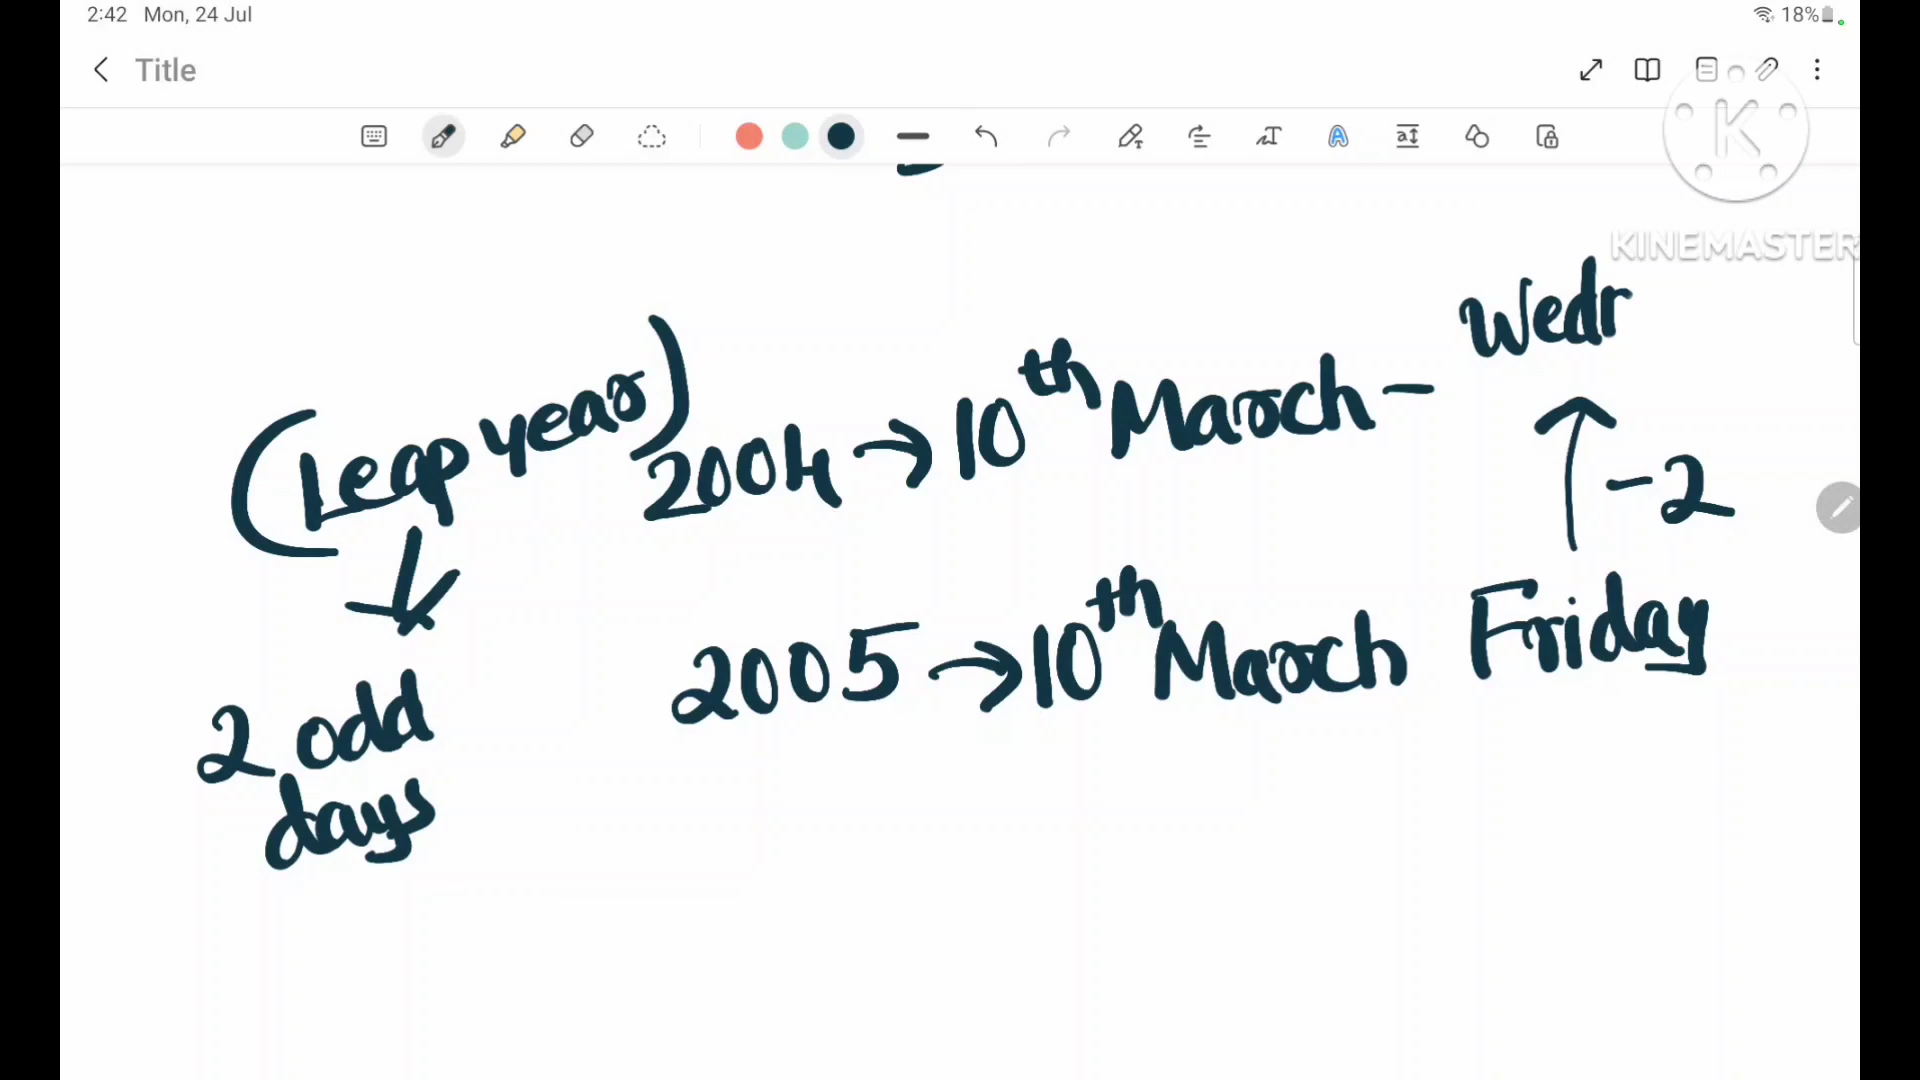 2:42 Mon, 24 Jul 18%
Title
K
KINEMASTER
(Leap year) 2004 → 10th March - Wedr
-2
2005 → 10th March Friday
2 odd
days